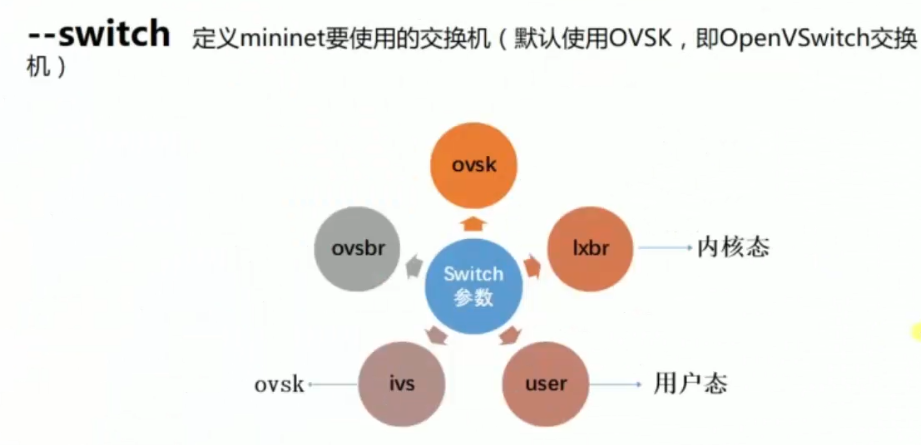 --switch 定义mininet要使用的交换机（默认使用OVSK，即OpenVSwitch交换
机）
ovsk
ovsbr
lxbr
内核态
Switch
参数
ovsk
ivs
user
用户态